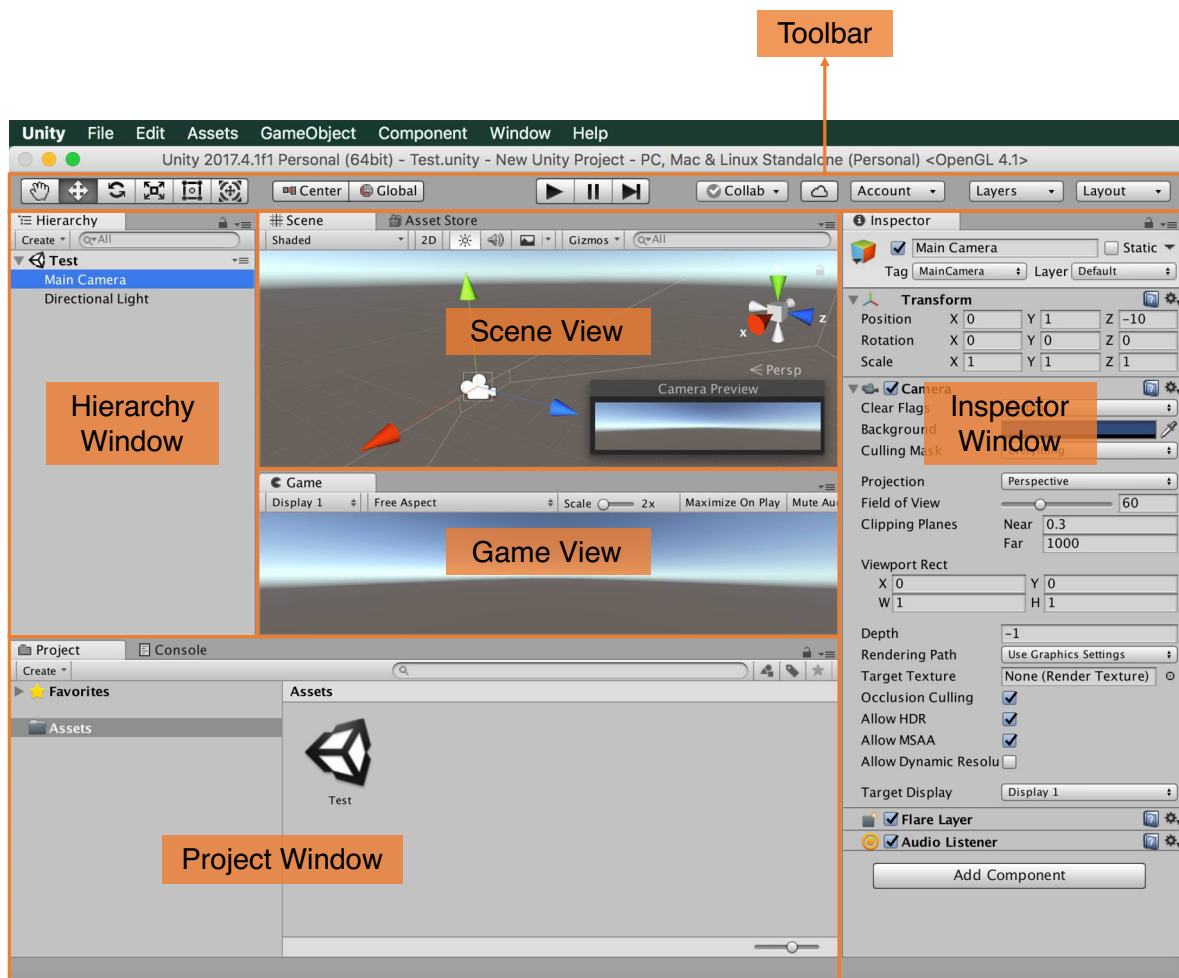 Toolbar
Unity File Edit Assets GameObject Component Window Help
Unity 2017.4.1f1 Personal (64bit) - Test.unity - New Unity Project - PC, Mac & Linux Standalone (Personal) <OpenGL 4.1>
Center Global Collab Account Layers Layout
Hierarchy
Create All
Test
Main Camera
Directional Light
Hierarchy
Window
Scene Asset Store
Shaded 2D Gizmos All
x z
Persp
Scene View
Camera Preview
Game
Display 1 Free Aspect Scale 2x Maximize On Play Mute Au
Game View
Project Console
Create
Favorites
Assets
Assets
Test
Project Window
Inspector
Main Camera Static
Tag MainCamera Layer Default
Transform
Position X 0 Y 1 Z -10
Rotation X 0 Y 0 Z 0
Scale X 1 Y 1 Z 1
Camera
Clear Flags
Background
Culling Mask
Inspector
Window
Projection Perspective
Field of View 60
Clipping Planes Near 0.3
Far 1000
Viewport Rect
X 0 Y 0
W 1 H 1
Depth -1
Rendering Path Use Graphics Settings
Target Texture None (Render Texture)
Occlusion Culling
Allow HDR
Allow MSAA
Allow Dynamic Resolu
Target Display Display 1
Flare Layer
Audio Listener
Add Component